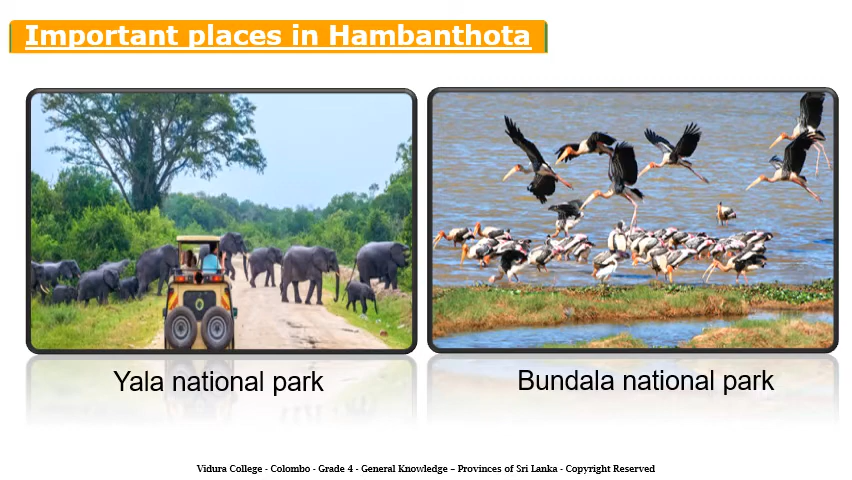 Important places in Hambanthota
Yala national park
Bundala national park
Vidura College - Colombo - Grade 4 - General Knowledge – Provinces of Sri Lanka - Copyright Reserved